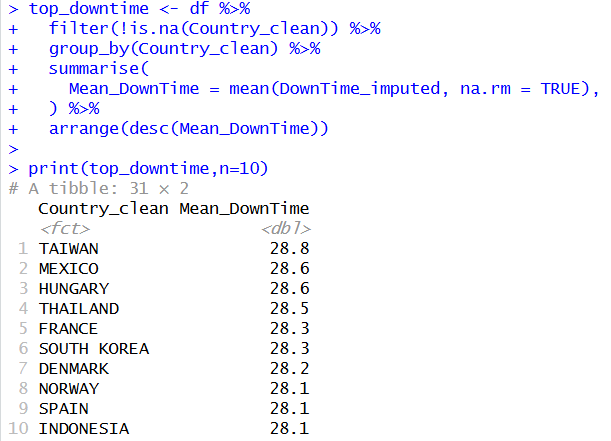 > top_downtime <- df %>%
+   filter(!is.na(Country_clean)) %>%
+   group_by(Country_clean) %>%
+   summarise(
+     Mean_DownTime = mean(DownTime_imputed, na.rm = TRUE),
+   ) %>%
+   arrange(desc(Mean_DownTime))
>
> print(top_downtime,n=10)
# A tibble: 31 × 2
   Country_clean Mean_DownTime
   <fct>                 <dbl>
 1 TAIWAN                 28.8
 2 MEXICO                 28.6
 3 HUNGARY                28.6
 4 THAILAND               28.5
 5 FRANCE                 28.3
 6 SOUTH KOREA            28.3
 7 DENMARK                28.2
 8 NORWAY                 28.1
 9 SPAIN                  28.1
10 INDONESIA              28.1